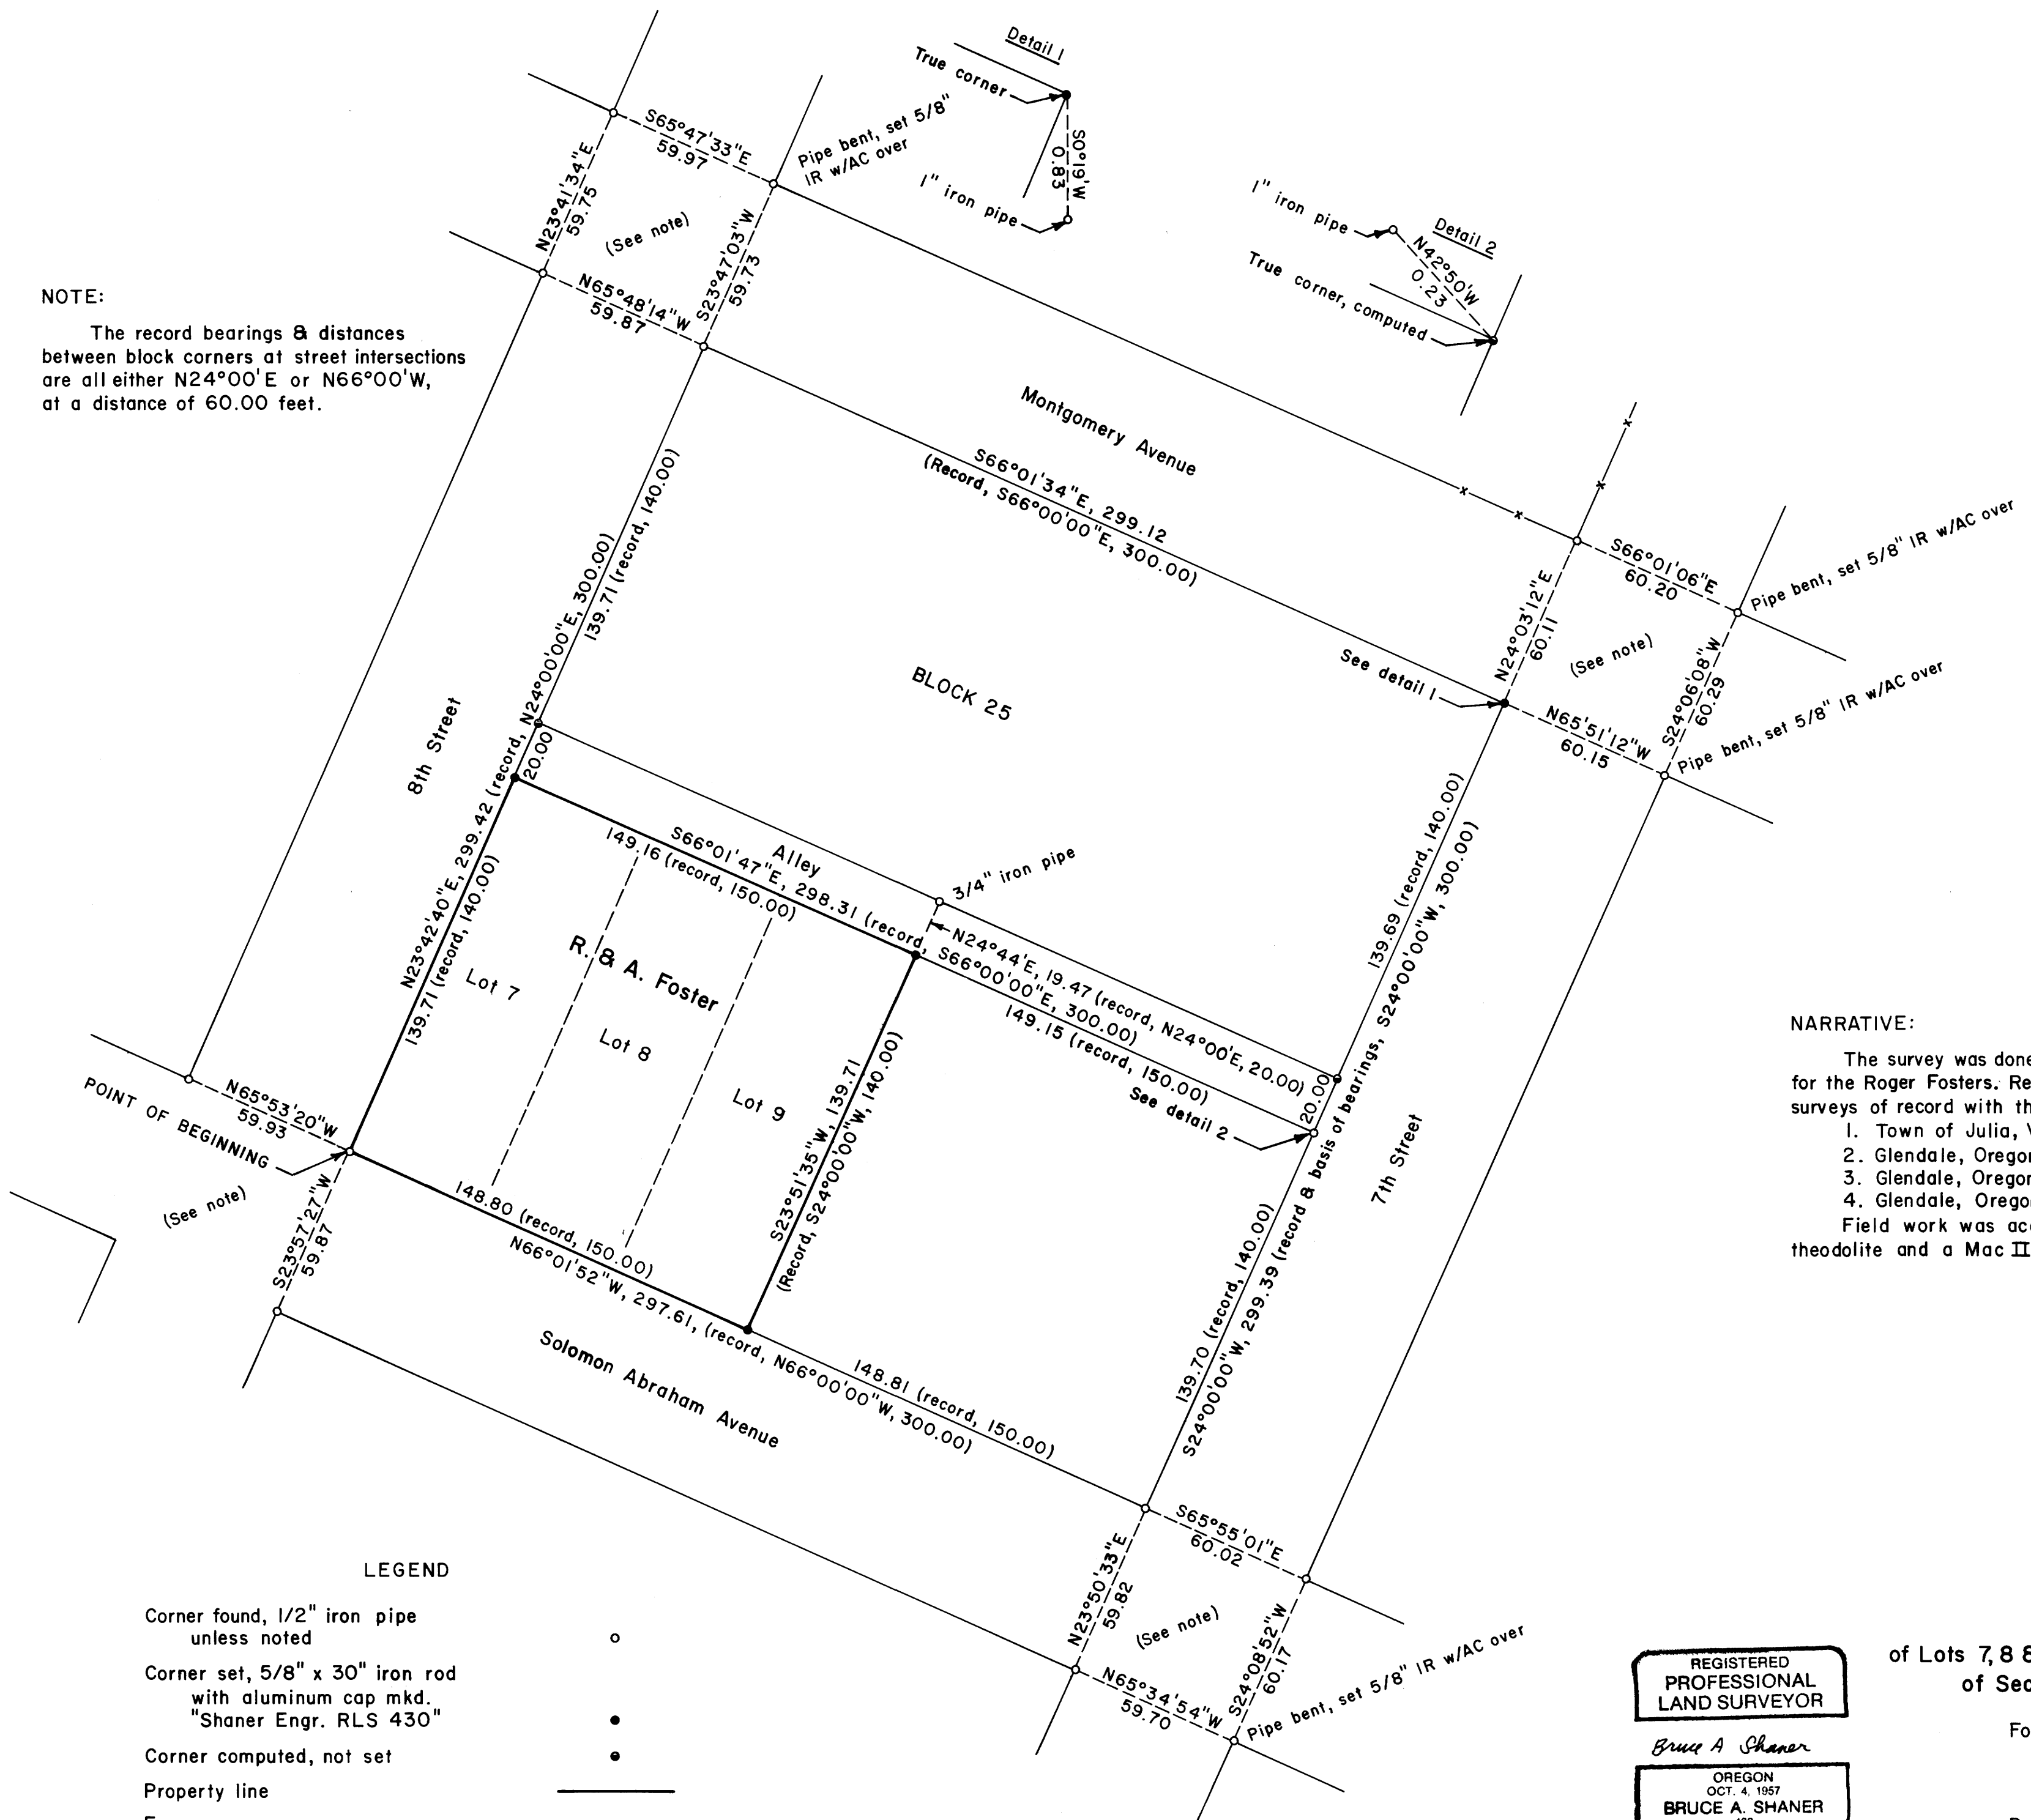 Detail 1
True corner
S0°19'W
0.83
1" iron pipe
Pipe bent, set 5/8"
IR w/AC over
S65°47'33"E
59.97
N23°41'34"E
59.75
(See note)
S23°47'03"W
59.73
N65°48'14"W
59.87
1" iron pipe
Detail 2
N42°50'W
0.23
True corner, computed
NOTE:
The record bearings & distances
between block corners at street intersections
are all either N24°00'E or N66°00'W,
at a distance of 60.00 feet.
Montgomery Avenue
S66°01'34"E, 299.12
(Record, S66°00'00"E, 300.00)
139.71 (record, 140.00)
S66°01'06"E
60.20
Pipe bent, set 5/8" IR w/AC over
N24°03'12"E
60.11
(See note)
S24°06'08"W
60.29
See detail 1
N65'51'12"W
60.15
Pipe bent, set 5/8" IR w/AC over
BLOCK 25
8th Street
N23°42'40"E, 299.42 (record, N24°00'00"E, 300.00)
139.71 (record, 140.00)
20.00
Alley
S66°01'47"E, 298.31 (record, S66°00'00"E, 300.00)
149.16 (record, 150.00)
3/4" iron pipe
N24°44'E, 19.47 (record, N24°00'E, 20.00)
149.15 (record, 150.00)
See detail 2
20.00
139.69 (record, 140.00)
S24°00'00"W, 299.39 (record & basis of bearings, S24°00'00"W, 300.00)
139.70 (record, 140.00)
7th Street
R. & A. Foster
Lot 7
Lot 8
Lot 9
S23°51'35"W, 139.71
(Record, S24°00'00"W, 140.00)
N65°53'20"W
59.93
POINT OF BEGINNING
(See note)
S23°57'27"W
59.87
148.80 (record, 150.00)
N66°01'52"W, 297.61, (record, N66°00'00"W, 300.00)
148.81 (record, 150.00)
Solomon Abraham Avenue
S65°55'01"E
60.02
N23°50'33"E
59.82
(See note)
S24°08'52"W
60.17
N65°34'54"W
59.70
Pipe bent, set 5/8" IR w/AC over
NARRATIVE:
The survey was done
for the Roger Fosters. Re
surveys of record with th
1. Town of Julia, V
2. Glendale, Oregon
3. Glendale, Oregon
4. Glendale, Oregon
Field work was acc
theodolite and a Mac II
LEGEND
Corner found, 1/2" iron pipe
unless noted
Corner set, 5/8" x 30" iron rod
with aluminum cap mkd.
"Shaner Engr. RLS 430"
Corner computed, not set
Property line
REGISTERED
PROFESSIONAL
LAND SURVEYOR
Bruce A Shaner
OREGON
OCT. 4, 1957
BRUCE A. SHANER
of Lots 7, 8 &
of Sec
Fo